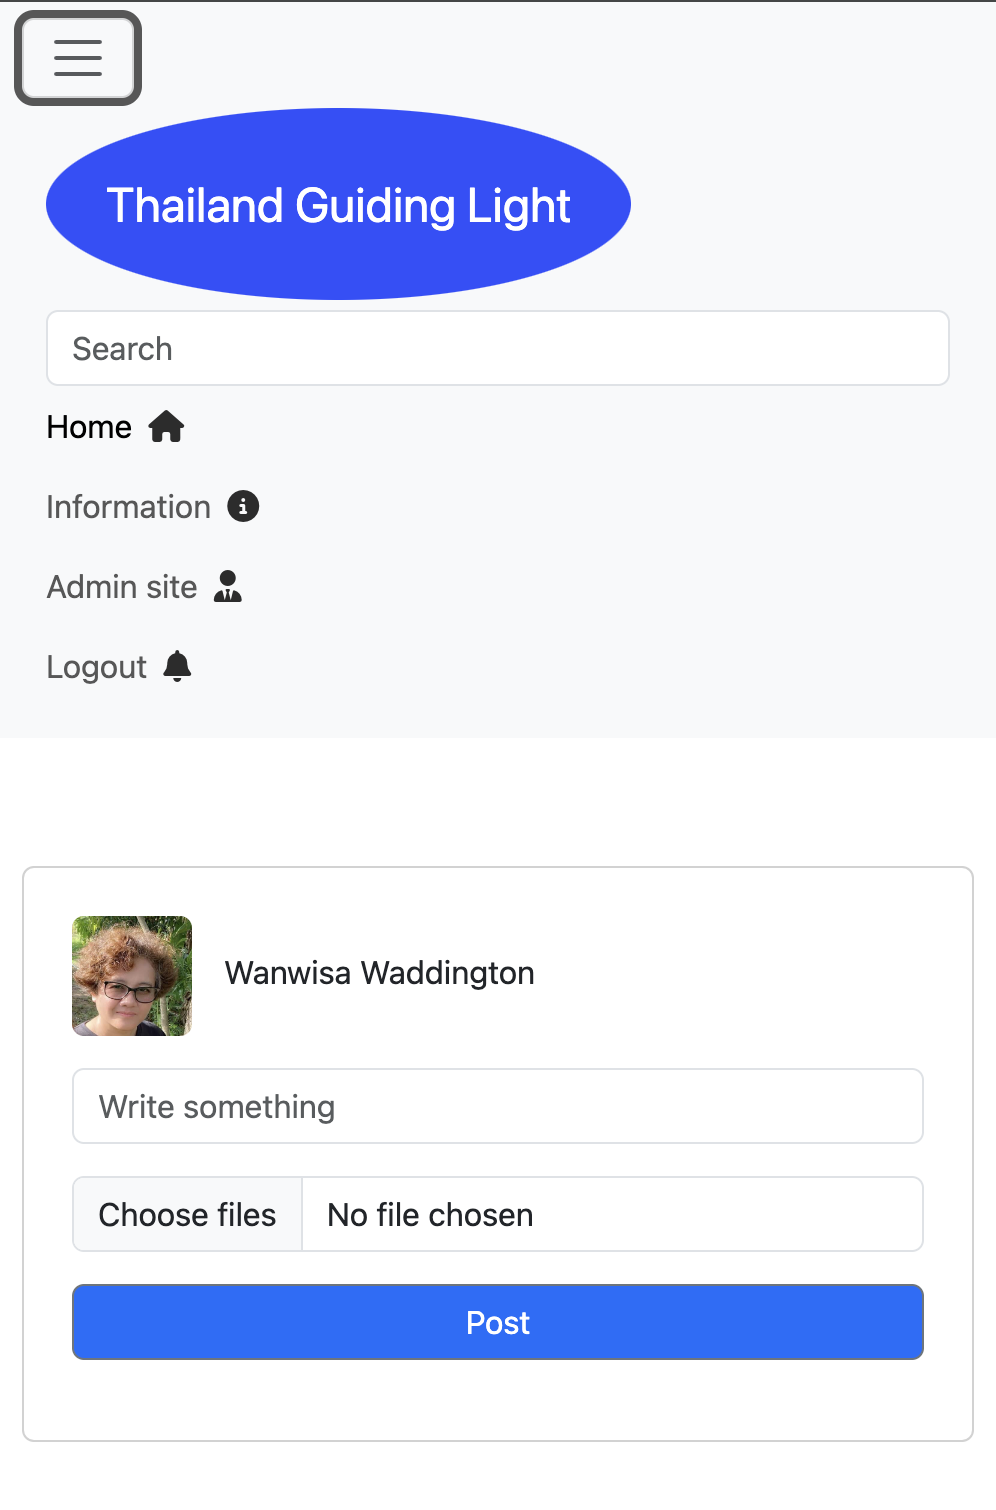 Thailand Guiding Light
Search
Home
Information
Admin site
Logout
Wanwisa Waddington
Write something
Choose files No file chosen
Post